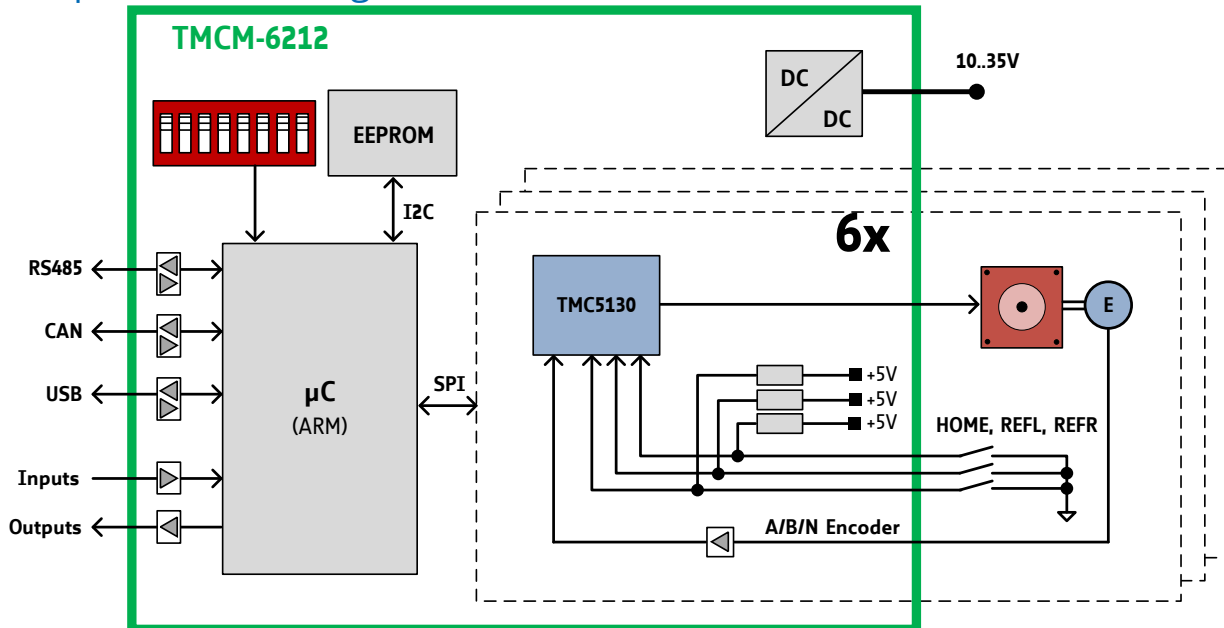 TMCM-6212
10..35V
DC
DC
EEPROM
I2C
6x
RS485
TMC5130
E
CAN
USB
SPI
µC
(ARM)
+5V
+5V
+5V
HOME, REFL, REFR
Inputs
Outputs
A/B/N Encoder